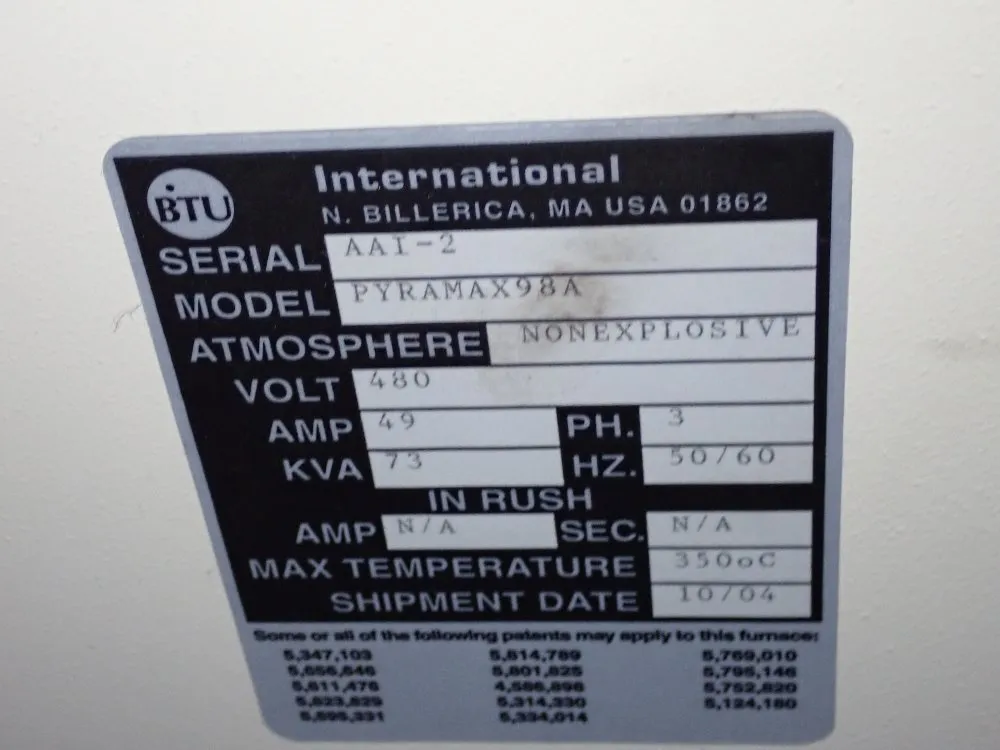 BTU International
N. BILLERICA, MA USA 01862
SERIAL AAI-2
MODEL PYRAMAX98A
ATMOSPHERE NONEXPLOSIVE
VOLT 480
AMP 49 PH. 3
KVA 73 HZ. 50/60
IN RUSH
AMP N/A SEC. N/A
MAX TEMPERATURE 350oC
SHIPMENT DATE 10/04
Some or all of the following patents may apply to this furnace:
5,347,103 5,614,789 5,769,010
5,656,846 5,801,825 5,795,146
5,611,476 4,586,898 5,752,820
5,823,829 5,314,330 5,124,180
5,595,331 5,334,014